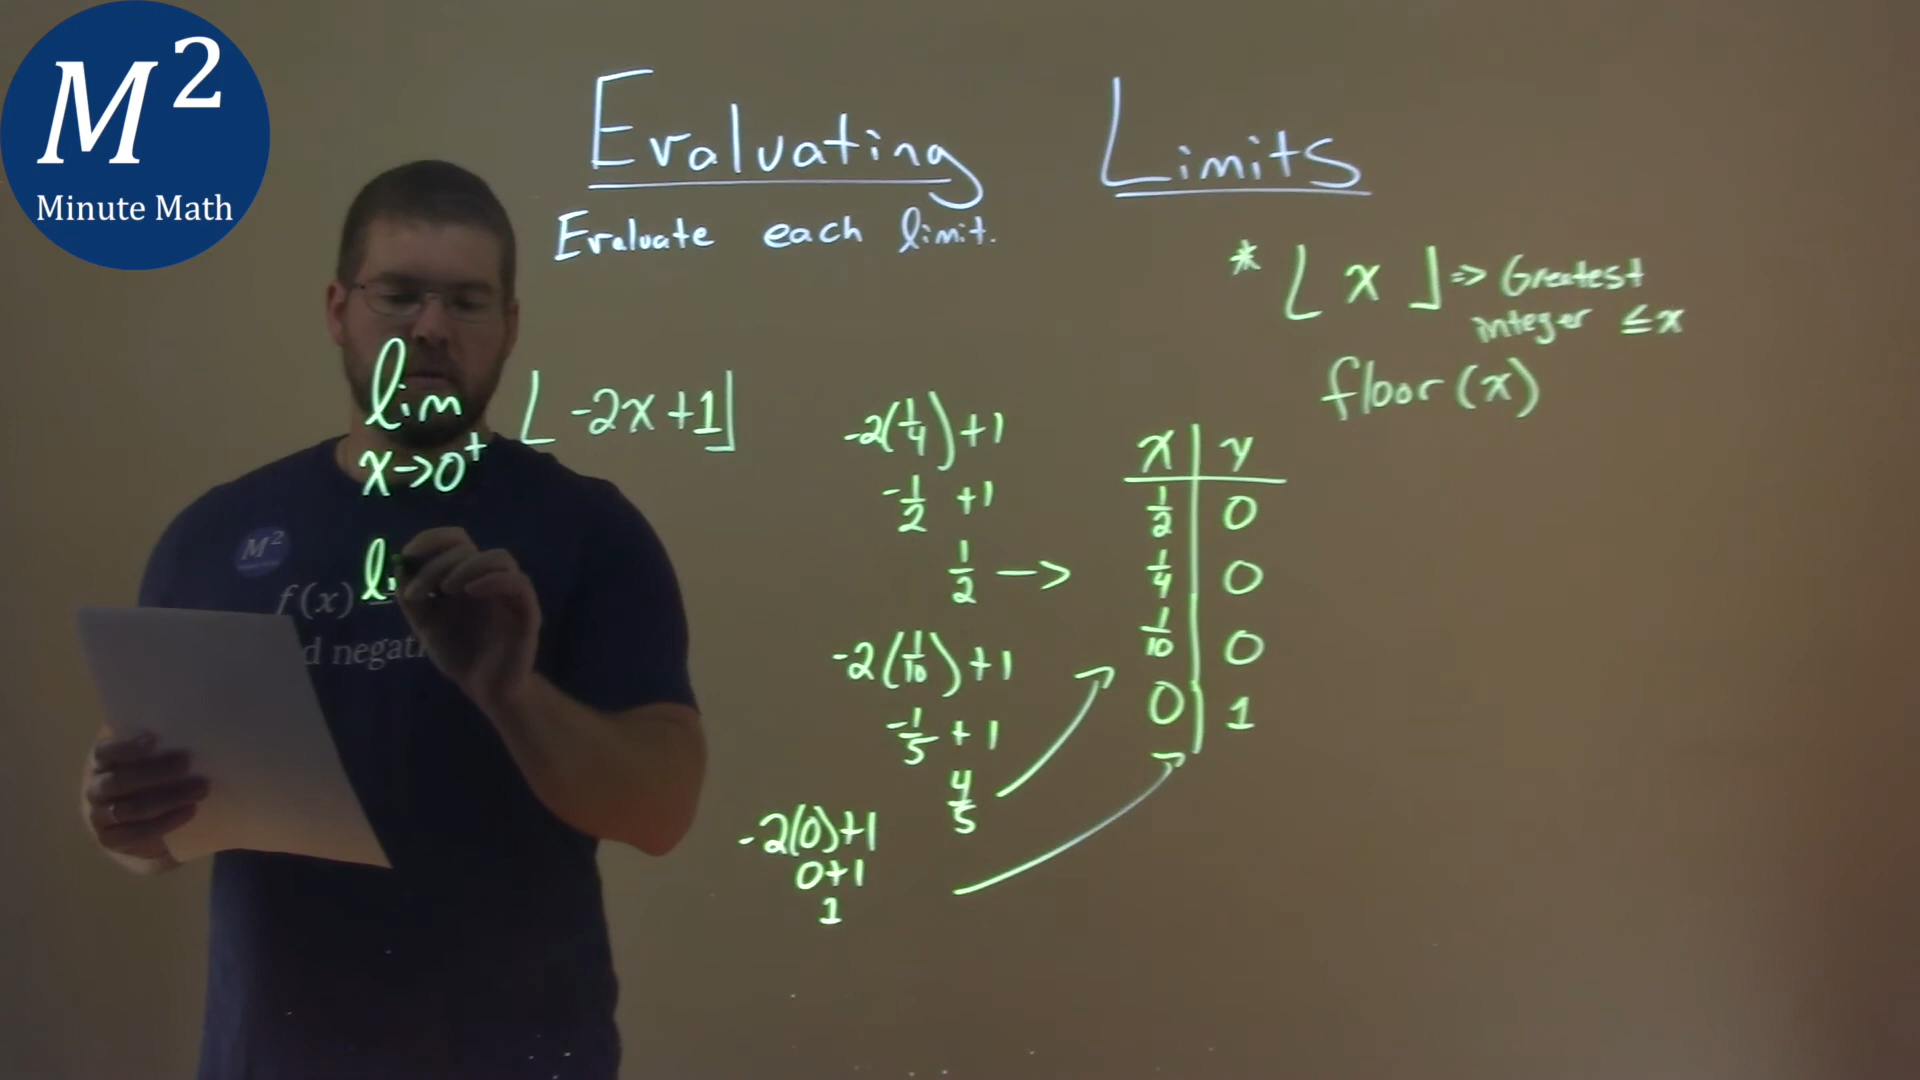 M²
Minute Math
Evaluating Limits
Evaluate each limit.
* ⌊ x ⌋ => Greatest
integer ≤ x
floor (x)
lim ⌊ -2x+1⌋
x→0⁺
li
M²
f(x)
-2(1/4)+1
-1/2 +1
1/2 →
-2(1/10)+1
-1/5 + 1
4/5
-2(0)+1
0+1
1
x | y
1/2 | 0
1/4 | 0
1/10 | 0
0 | 1